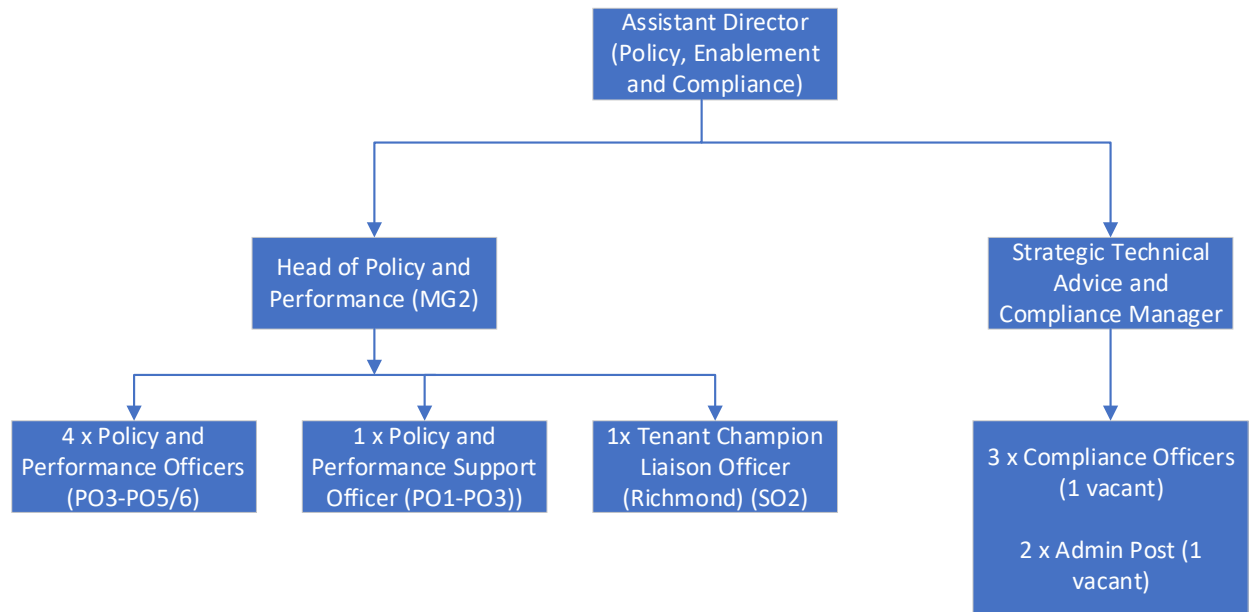 Assistant Director
(Policy, Enablement
and Compliance)
Head of Policy and
Performance (MG2)
Strategic Technical
Advice and
Compliance Manager
4 x Policy and
Performance Officers
(PO3-PO5/6)
1 x Policy and
Performance Support
Officer (PO1-PO3))
1x Tenant Champion
Liaison Officer
(Richmond) (SO2)
3 x Compliance Officers
(1 vacant)
2 x Admin Post (1
vacant)